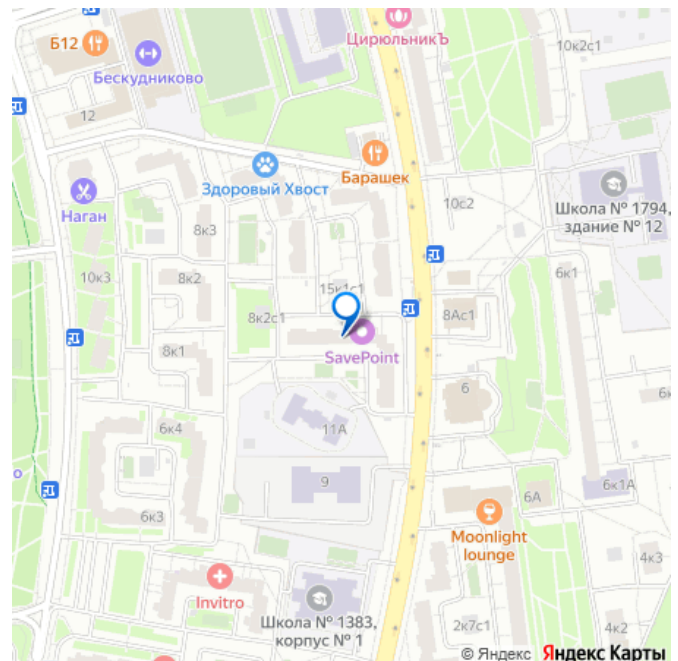 ЦирюльникЪ
Б12
10к2с1
Бескудниково
12
Здоровый Хвост
Барашек
Наган
10с2
Школа № 1794,
здание № 12
8к3
10к3
8к2
15к1с1
6к1
8к2с1
8Ас1
SavePoint
8к1
6
6к4
11А
9
6А
6к1А
6к3
Moonlight
lounge
4к3
Invitro
Школа № 1383,
корпус № 1
2к7с1
4к2
© Яндекс Яндекс Карты